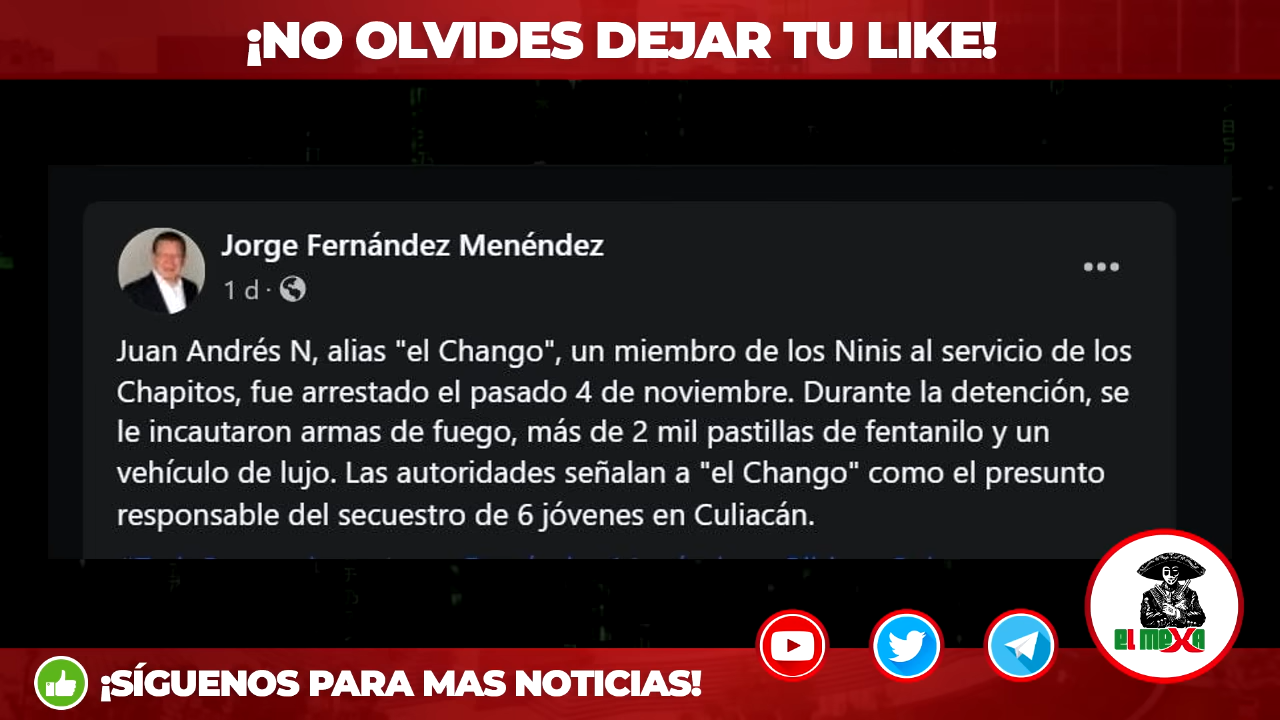 ¡NO OLVIDES DEJAR TU LIKE!
Jorge Fernández Menéndez
1 d ·
Juan Andrés N, alias "el Chango", un miembro de los Ninis al servicio de los
Chapitos, fue arrestado el pasado 4 de noviembre. Durante la detención, se
le incautaron armas de fuego, más de 2 mil pastillas de fentanilo y un
vehículo de lujo. Las autoridades señalan a "el Chango" como el presunto
responsable del secuestro de 6 jóvenes en Culiacán.
EL MEXA
¡SÍGUENOS PARA MAS NOTICIAS!